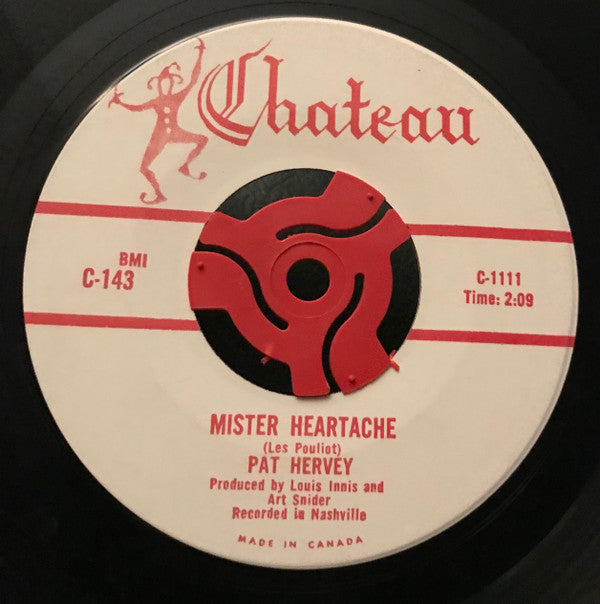 Chateau
BMI
C-143
C-1111
Time: 2:09
MISTER HEARTACHE
(Les Pouliot)
PAT HERVEY
Produced by Louis Innis and
Art Snider
Recorded in Nashville
MADE IN CANADA